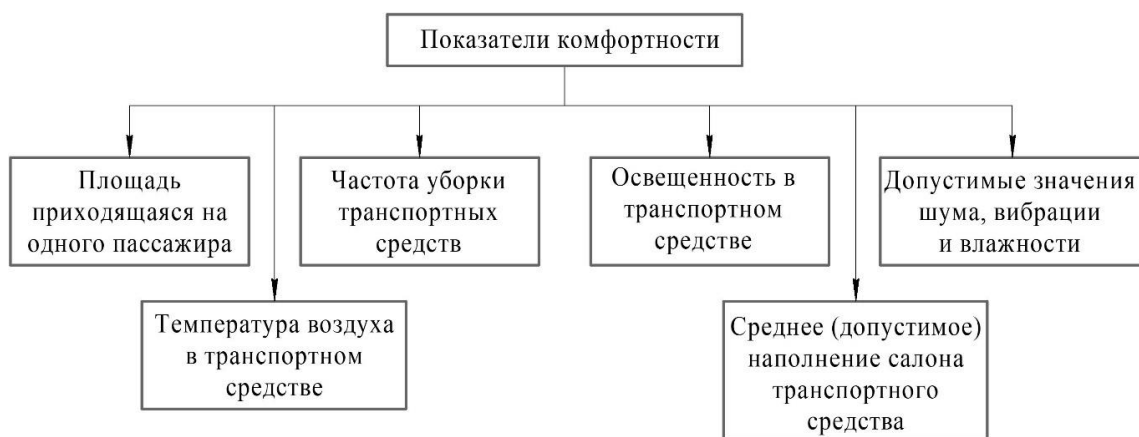 Показатели комфортности
Площадь
приходящаяся на
одного пассажира
Частота уборки
транспортных
средств
Освещенность в
транспортном
средстве
Допустимые значения
шума, вибрации
и влажности
Температура воздуха
в транспортном
средстве
Среднее (допустимое)
наполнение салона
транспортного
средства